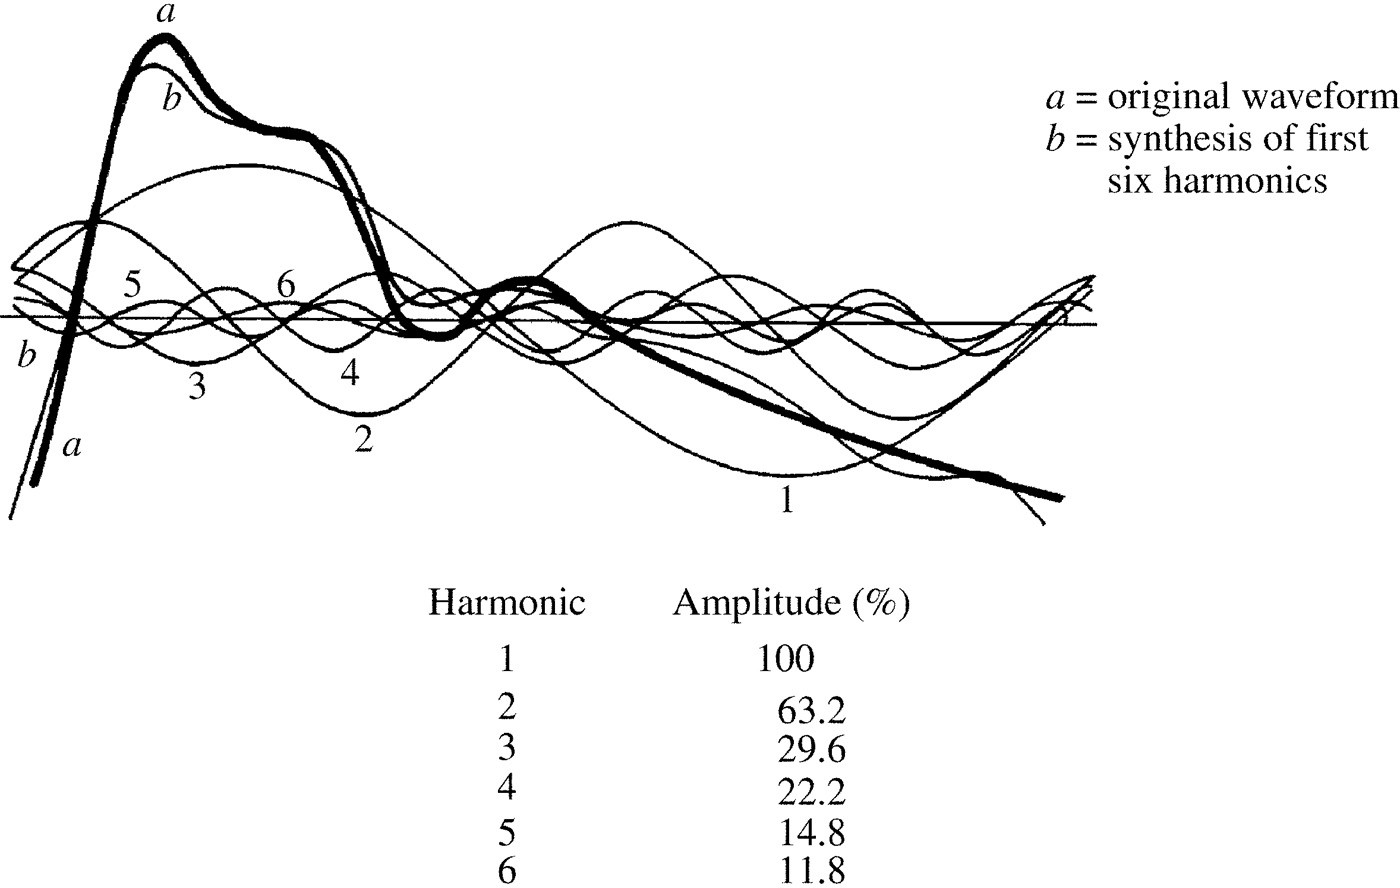 a
b
a = original waveform
b = synthesis of first
six harmonics
5
6
b
3
4
a
2
1
Harmonic Amplitude (%)
1 100
2 63.2
3 29.6
4 22.2
5 14.8
6 11.8